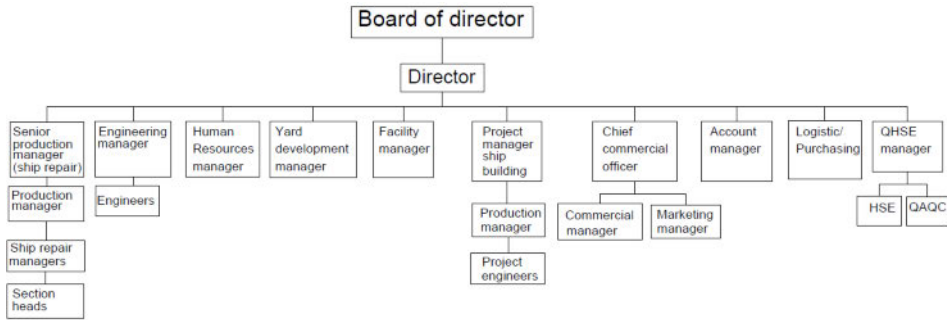 Board of director
Director
Senior
production
manager
(ship repair)
Engineering
manager
Human
Resources
manager
Yard
development
manager
Facility
manager
Project
manager
ship
building
Chief
commercial
officer
Account
manager
Logistic/
Purchasing
QHSE
manager
Production
manager
Engineers
Production
manager
Commercial
manager
Marketing
manager
HSE
QAQC
Ship repair
managers
Project
engineers
Section
heads